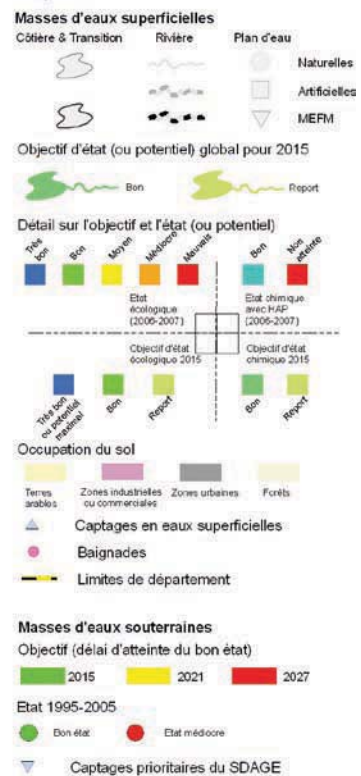 Masses d'eaux superficielles
Côtière & Transition Rivière Plan d'eau
Naturelles
Artificielles
MEFM
Objectif d'état (ou potentiel) global pour 2015
Bon Report
Détail sur l'objectif et l'état (ou potentiel)
Très bon Bon Moyen Médiocre Mauvais Bon Non atteinte
Etat écologique (2006-2007) Etat chimique avec HAP (2006-2007)
Objectif d'état écologique 2015 Objectif d'état chimique 2015
Très bon ou potentiel maximal Bon Report Bon Report
Occupation du sol
Terres arables Zones industrielles ou commerciales Zones urbaines Forêts
Captages en eaux superficielles
Baignades
Limites de département
Masses d'eaux souterraines
Objectif (délai d'atteinte du bon état)
2015 2021 2027
Etat 1995-2005
Bon état Etat médiocre
Captages prioritaires du SDAGE